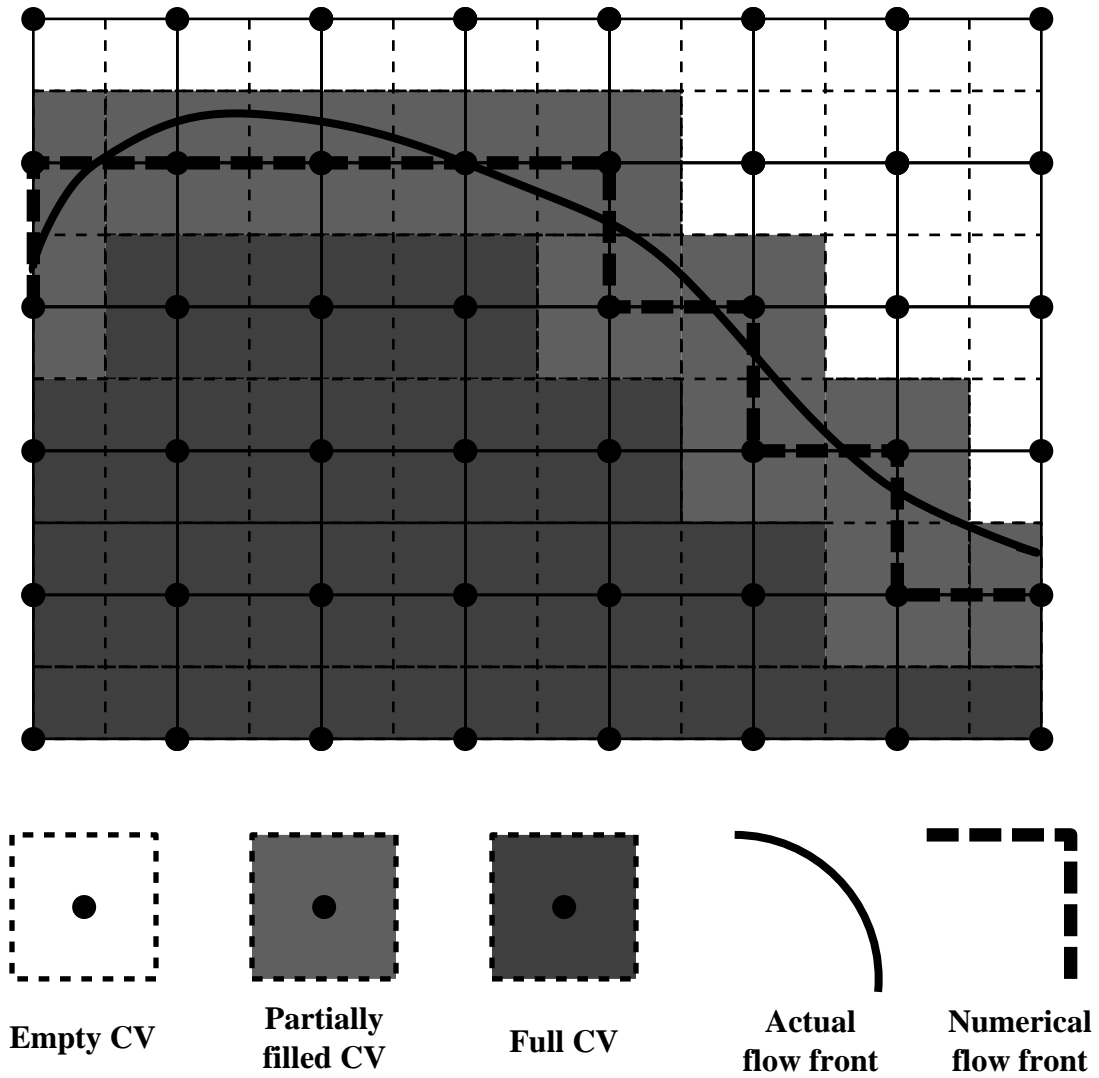 Empty CV
Partially
filled CV
Full CV
Actual
flow front
Numerical
flow front